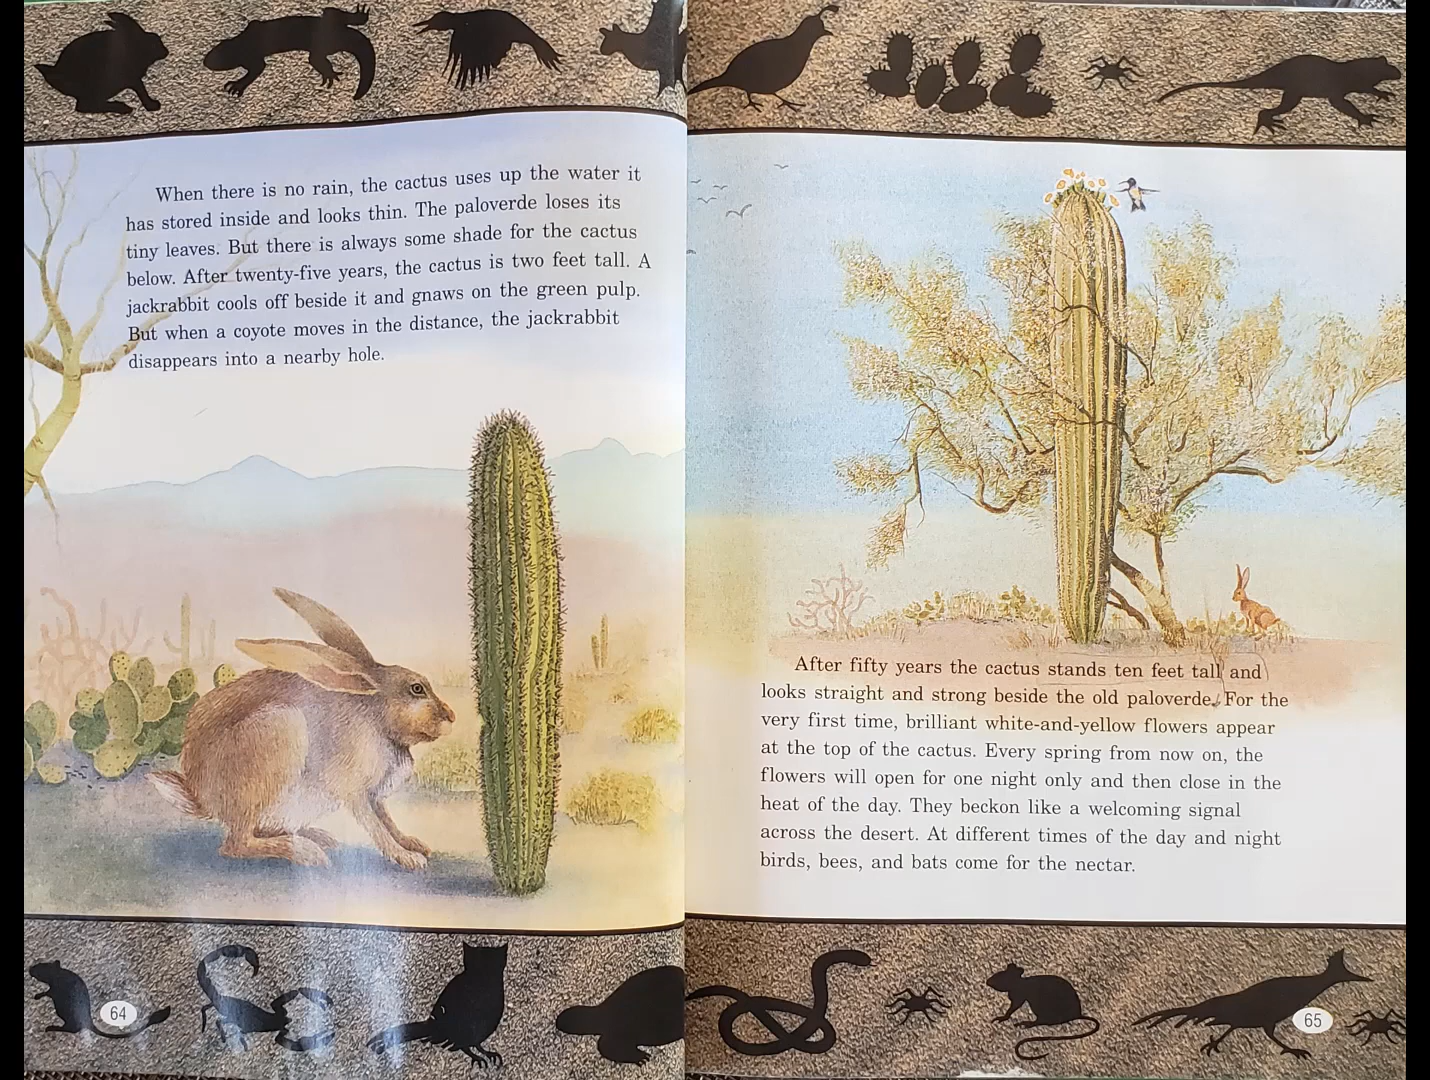 When there is no rain, the cactus uses up the water it
has stored inside and looks thin. The paloverde loses its
tiny leaves. But there is always some shade for the cactus
below. After twenty-five years, the cactus is two feet tall. A
jackrabbit cools off beside it and gnaws on the green pulp.
But when a coyote moves in the distance, the jackrabbit
disappears into a nearby hole.
64
After fifty years the cactus stands ten feet tall and
looks straight and strong beside the old paloverde. For the
very first time, brilliant white-and-yellow flowers appear
at the top of the cactus. Every spring from now on, the
flowers will open for one night only and then close in the
heat of the day. They beckon like a welcoming signal
across the desert. At different times of the day and night
birds, bees, and bats come for the nectar.
65